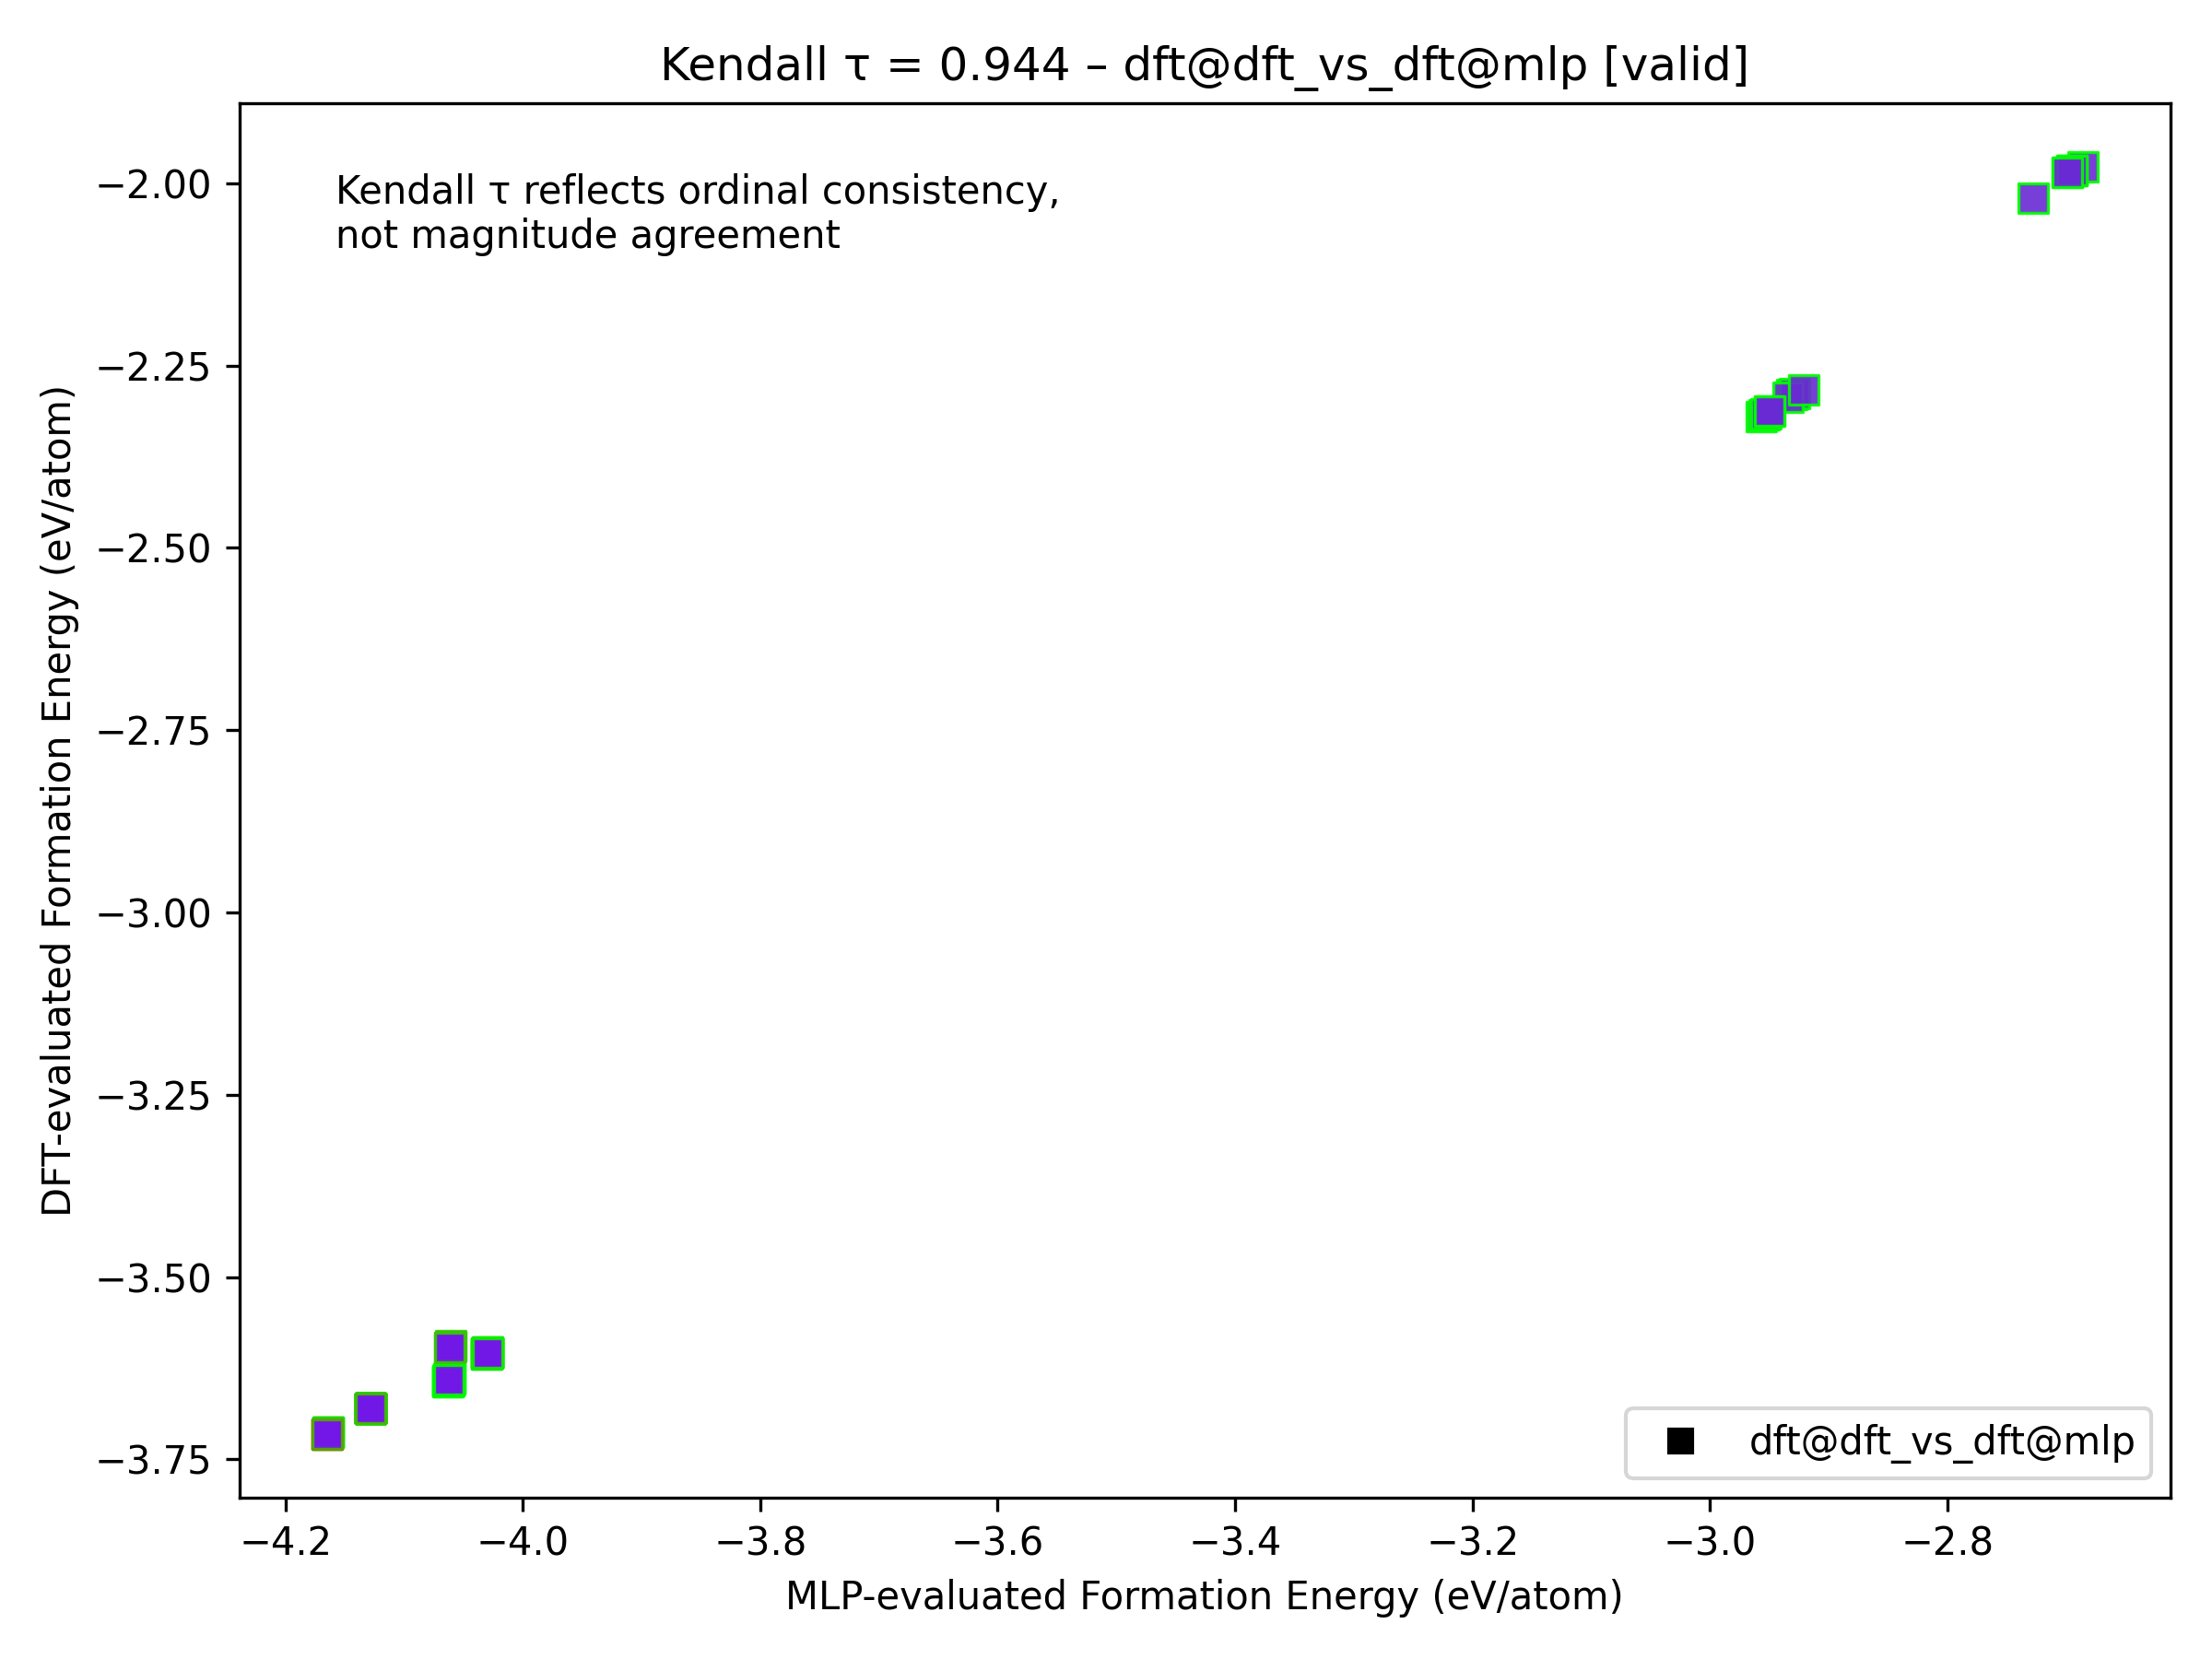 Kendall τ = 0.944 – dft@dft_vs_dft@mlp [valid]
Kendall τ reflects ordinal consistency,
not magnitude agreement
DFT-evaluated Formation Energy (eV/atom)
−2.00
−2.25
−2.50
−2.75
−3.00
−3.25
−3.50
−3.75
dft@dft_vs_dft@mlp
−4.2 −4.0 −3.8 −3.6 −3.4 −3.2 −3.0 −2.8
MLP-evaluated Formation Energy (eV/atom)